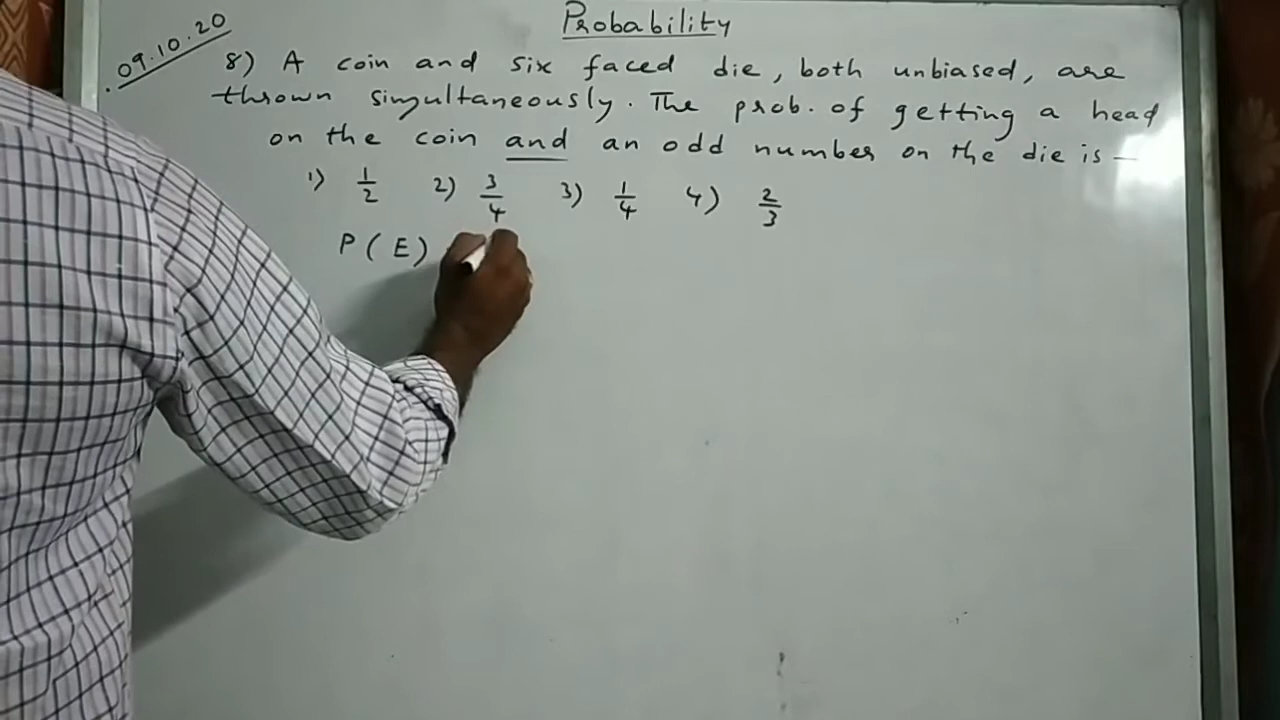 Probability
09.10.20
8) A coin and six faced die, both unbiased, are
thrown simultaneously. The prob. of getting a head
on the coin and an odd number on the die is —
1) 1/2 2) 3/4 3) 1/4 4) 2/3
P(E)